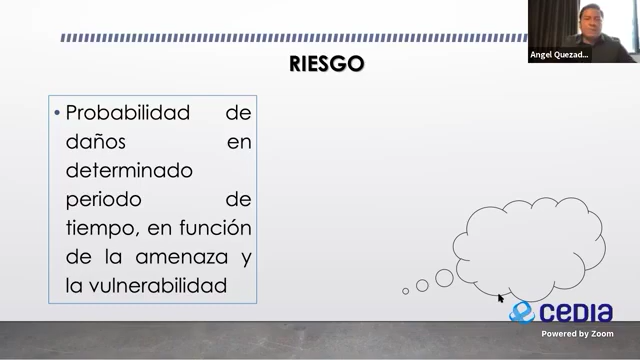 Angel Quezad...
RIESGO
• Probabilidad de
daños en
determinado
periodo de
tiempo, en función
de la amenaza y
la vulnerabilidad
cedia
Powered by Zoom